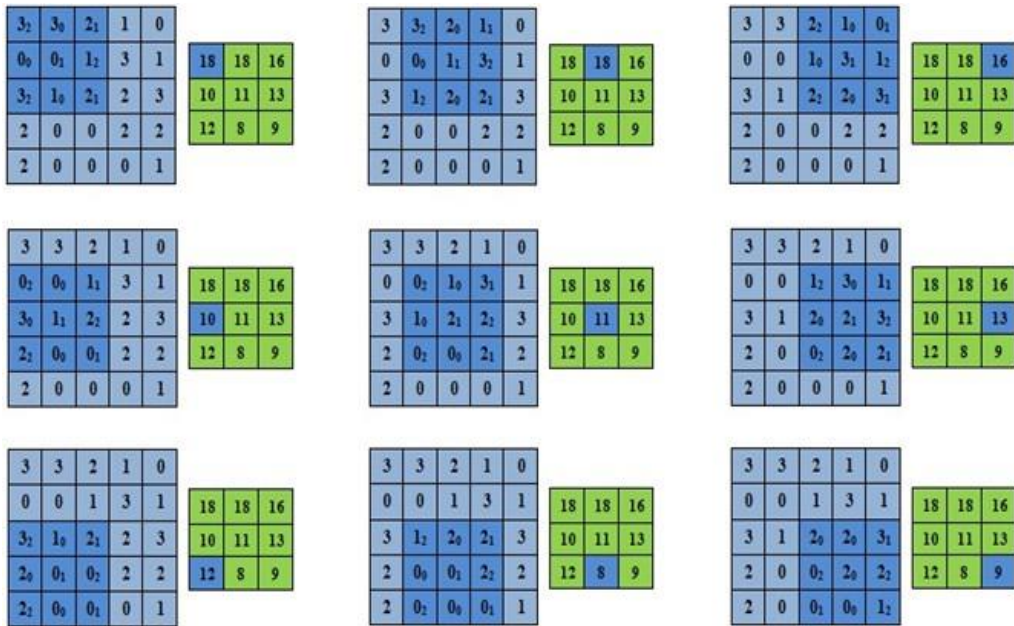 3₂ 3₀ 2₁ 1 0
0₀ 0₁ 1₂ 3 1
3₂ 1₀ 2₁ 2 3
2 0 0 2 2
2 0 0 0 1
18 18 16
10 11 13
12 8 9
3 3₂ 2₀ 1₁ 0
0 0₀ 1₁ 3₂ 1
3 1₂ 2₀ 2₁ 3
2 0 0 2 2
2 0 0 0 1
18 18 16
10 11 13
12 8 9
3 3 2₂ 1₀ 0₁
0 0 1₀ 3₁ 1₂
3 1 2₂ 2₀ 3₁
2 0 0 2 2
2 0 0 0 1
18 18 16
10 11 13
12 8 9
3 3 2 1 0
0₂ 0₀ 1₁ 3 1
3₀ 1₁ 2₂ 2 3
2₂ 0₀ 0₁ 2 2
2 0 0 0 1
18 18 16
10 11 13
12 8 9
3 3 2 1 0
0 0₂ 1₀ 3₁ 1
3 1₀ 2₁ 2₂ 3
2 0₂ 0₀ 2₁ 2
2 0 0 0 1
18 18 16
10 11 13
12 8 9
3 3 2 1 0
0 0 1₂ 3₀ 1₁
3 1 2₀ 2₁ 3₂
2 0 0₂ 2₀ 2₁
2 0 0 0 1
18 18 16
10 11 13
12 8 9
3 3 2 1 0
0 0 1 3 1
3₂ 1₀ 2₁ 2 3
2₀ 0₁ 0₂ 2 2
2₂ 0₀ 0₁ 0 1
18 18 16
10 11 13
12 8 9
3 3 2 1 0
0 0 1 3 1
3 1₂ 2₀ 2₁ 3
2 0₀ 0₁ 2₂ 2
2 0₂ 0₀ 0₁ 1
18 18 16
10 11 13
12 8 9
3 3 2 1 0
0 0 1 3 1
3 1 2₀ 2₀ 3₁
2 0 0₂ 2₀ 2₂
2 0 0₁ 0₀ 1₂
18 18 16
10 11 13
12 8 9